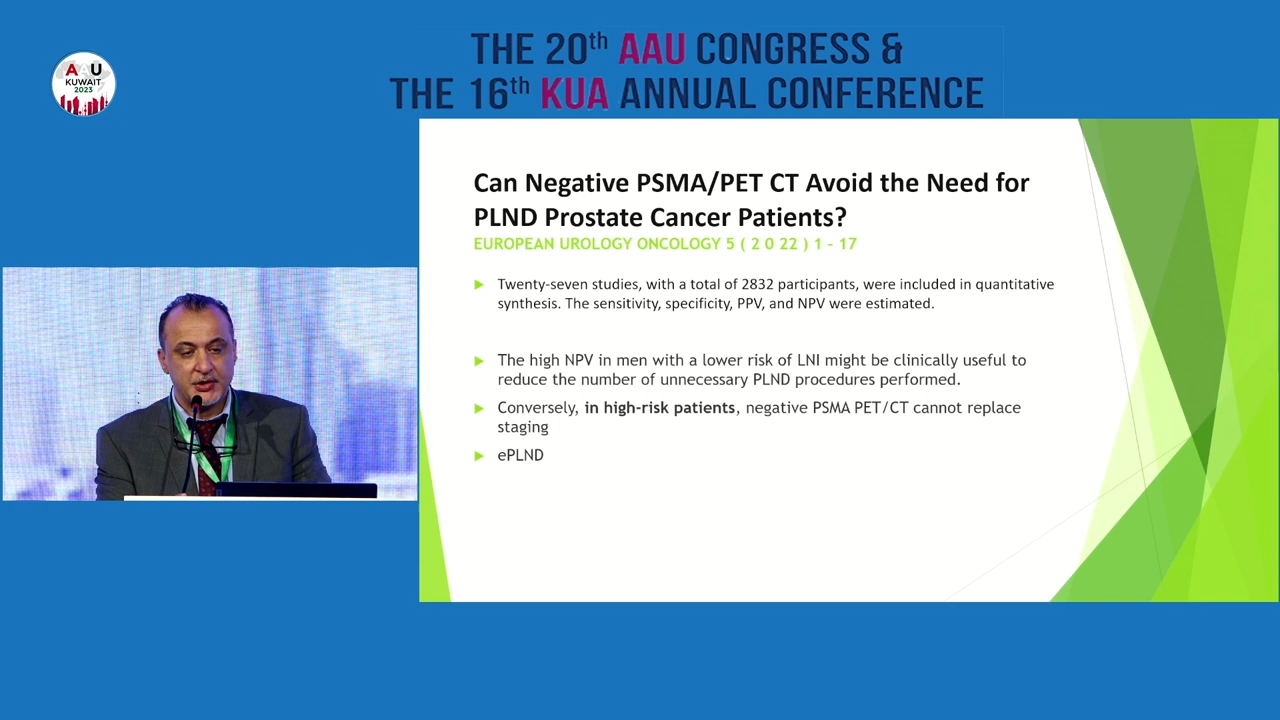 THE 20th AAU CONGRESS &
THE 16th KUA ANNUAL CONFERENCE
AAU
KUWAIT
2023
Can Negative PSMA/PET CT Avoid the Need for
PLND Prostate Cancer Patients?
EUROPEAN UROLOGY ONCOLOGY 5 ( 2 0 22 ) 1 – 17
Twenty-seven studies, with a total of 2832 participants, were included in quantitative
synthesis. The sensitivity, specificity, PPV, and NPV were estimated.
The high NPV in men with a lower risk of LNI might be clinically useful to
reduce the number of unnecessary PLND procedures performed.
Conversely, in high-risk patients, negative PSMA PET/CT cannot replace
staging
ePLND